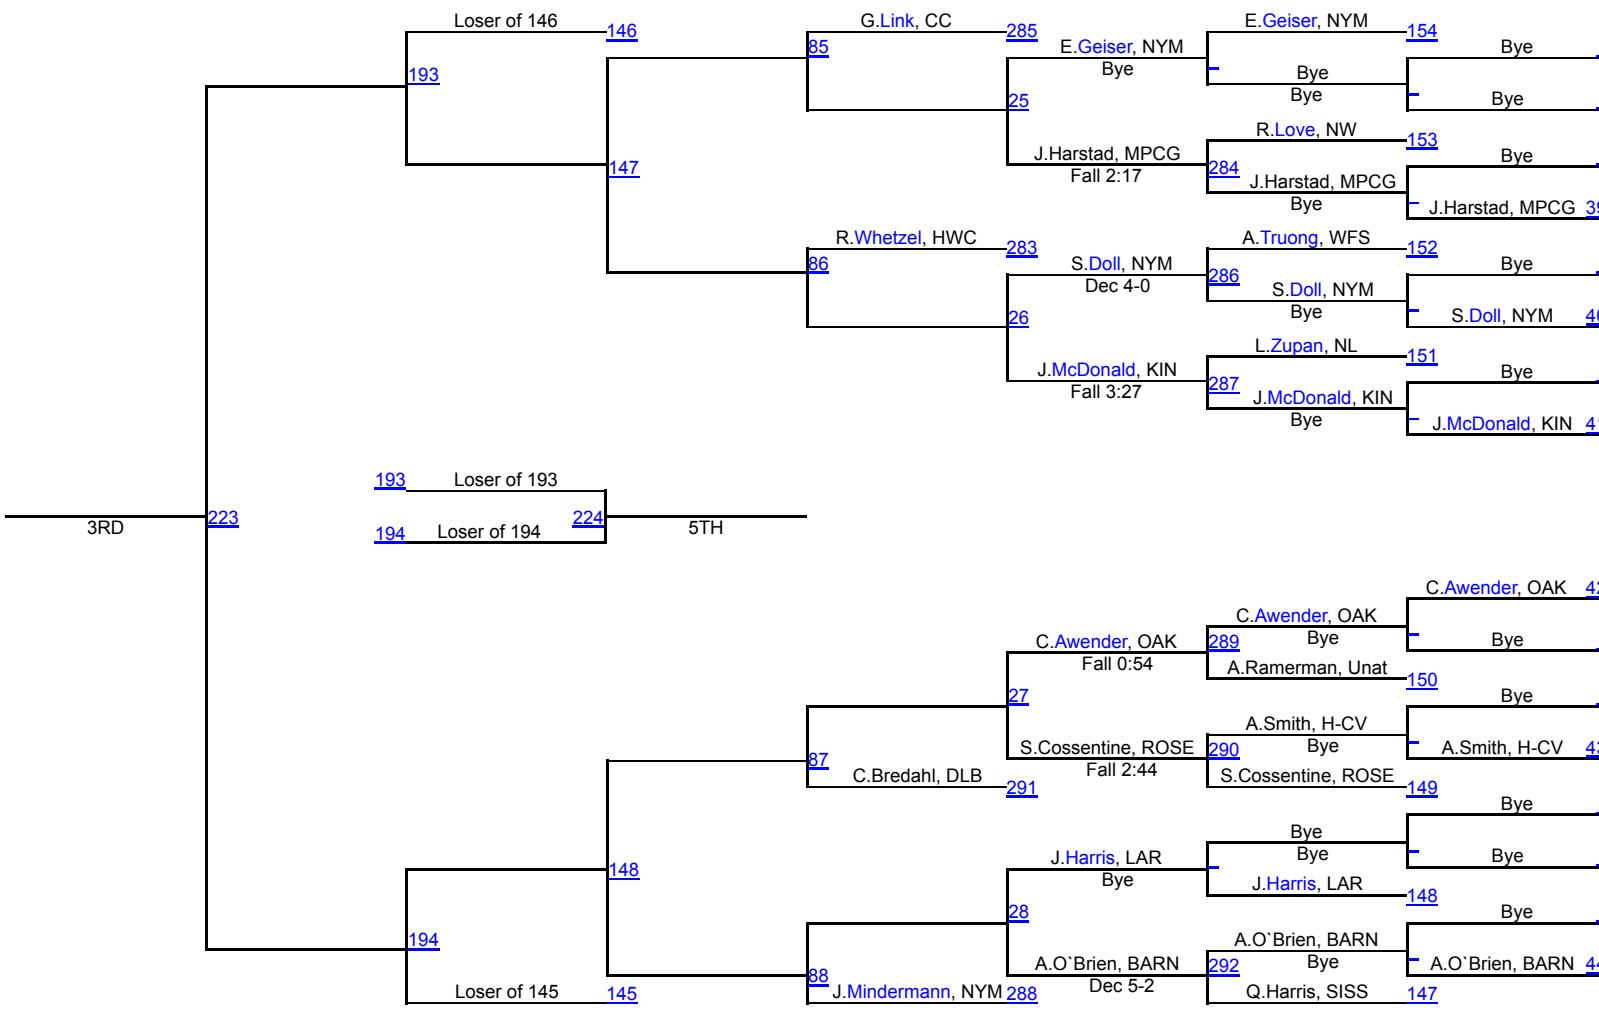 Loser of 146
146
G.Link, CC
285
E.Geiser, NYM
154
85
E.Geiser, NYM
Bye
Bye
193
Bye
Bye
25
Bye
Bye
R.Love, NW
153
J.Harstad, MPCG
Bye
147
Fall 2:17
284
J.Harstad, MPCG
Bye
J.Harstad, MPCG
R.Whetzel, HWC
283
A.Truong, WFS
152
86
S.Doll, NYM
Bye
Dec 4-0
286
S.Doll, NYM
26
Bye
S.Doll, NYM
L.Zupan, NL
151
J.McDonald, KIN
Bye
Fall 3:27
287
J.McDonald, KIN
Bye
J.McDonald, KIN
193
Loser of 193
3RD
223
224
5TH
194
Loser of 194
C.Awender, OAK
C.Awender, OAK
C.Awender, OAK
289
Bye
Bye
Fall 0:54
A.Ramerman, Unat
150
27
Bye
A.Smith, H-CV
S.Cossentine, ROSE
290
Bye
A.Smith, H-CV
87
Fall 2:44
C.Bredahl, DLB
291
S.Cossentine, ROSE
149
Bye
Bye
J.Harris, LAR
Bye
Bye
148
Bye
J.Harris, LAR
148
28
Bye
194
A.O`Brien, BARN
A.O`Brien, BARN
292
Bye
A.O`Brien, BARN
88
Dec 5-2
Loser of 145
145
J.Mindermann, NYM
288
Q.Harris, SISS
147